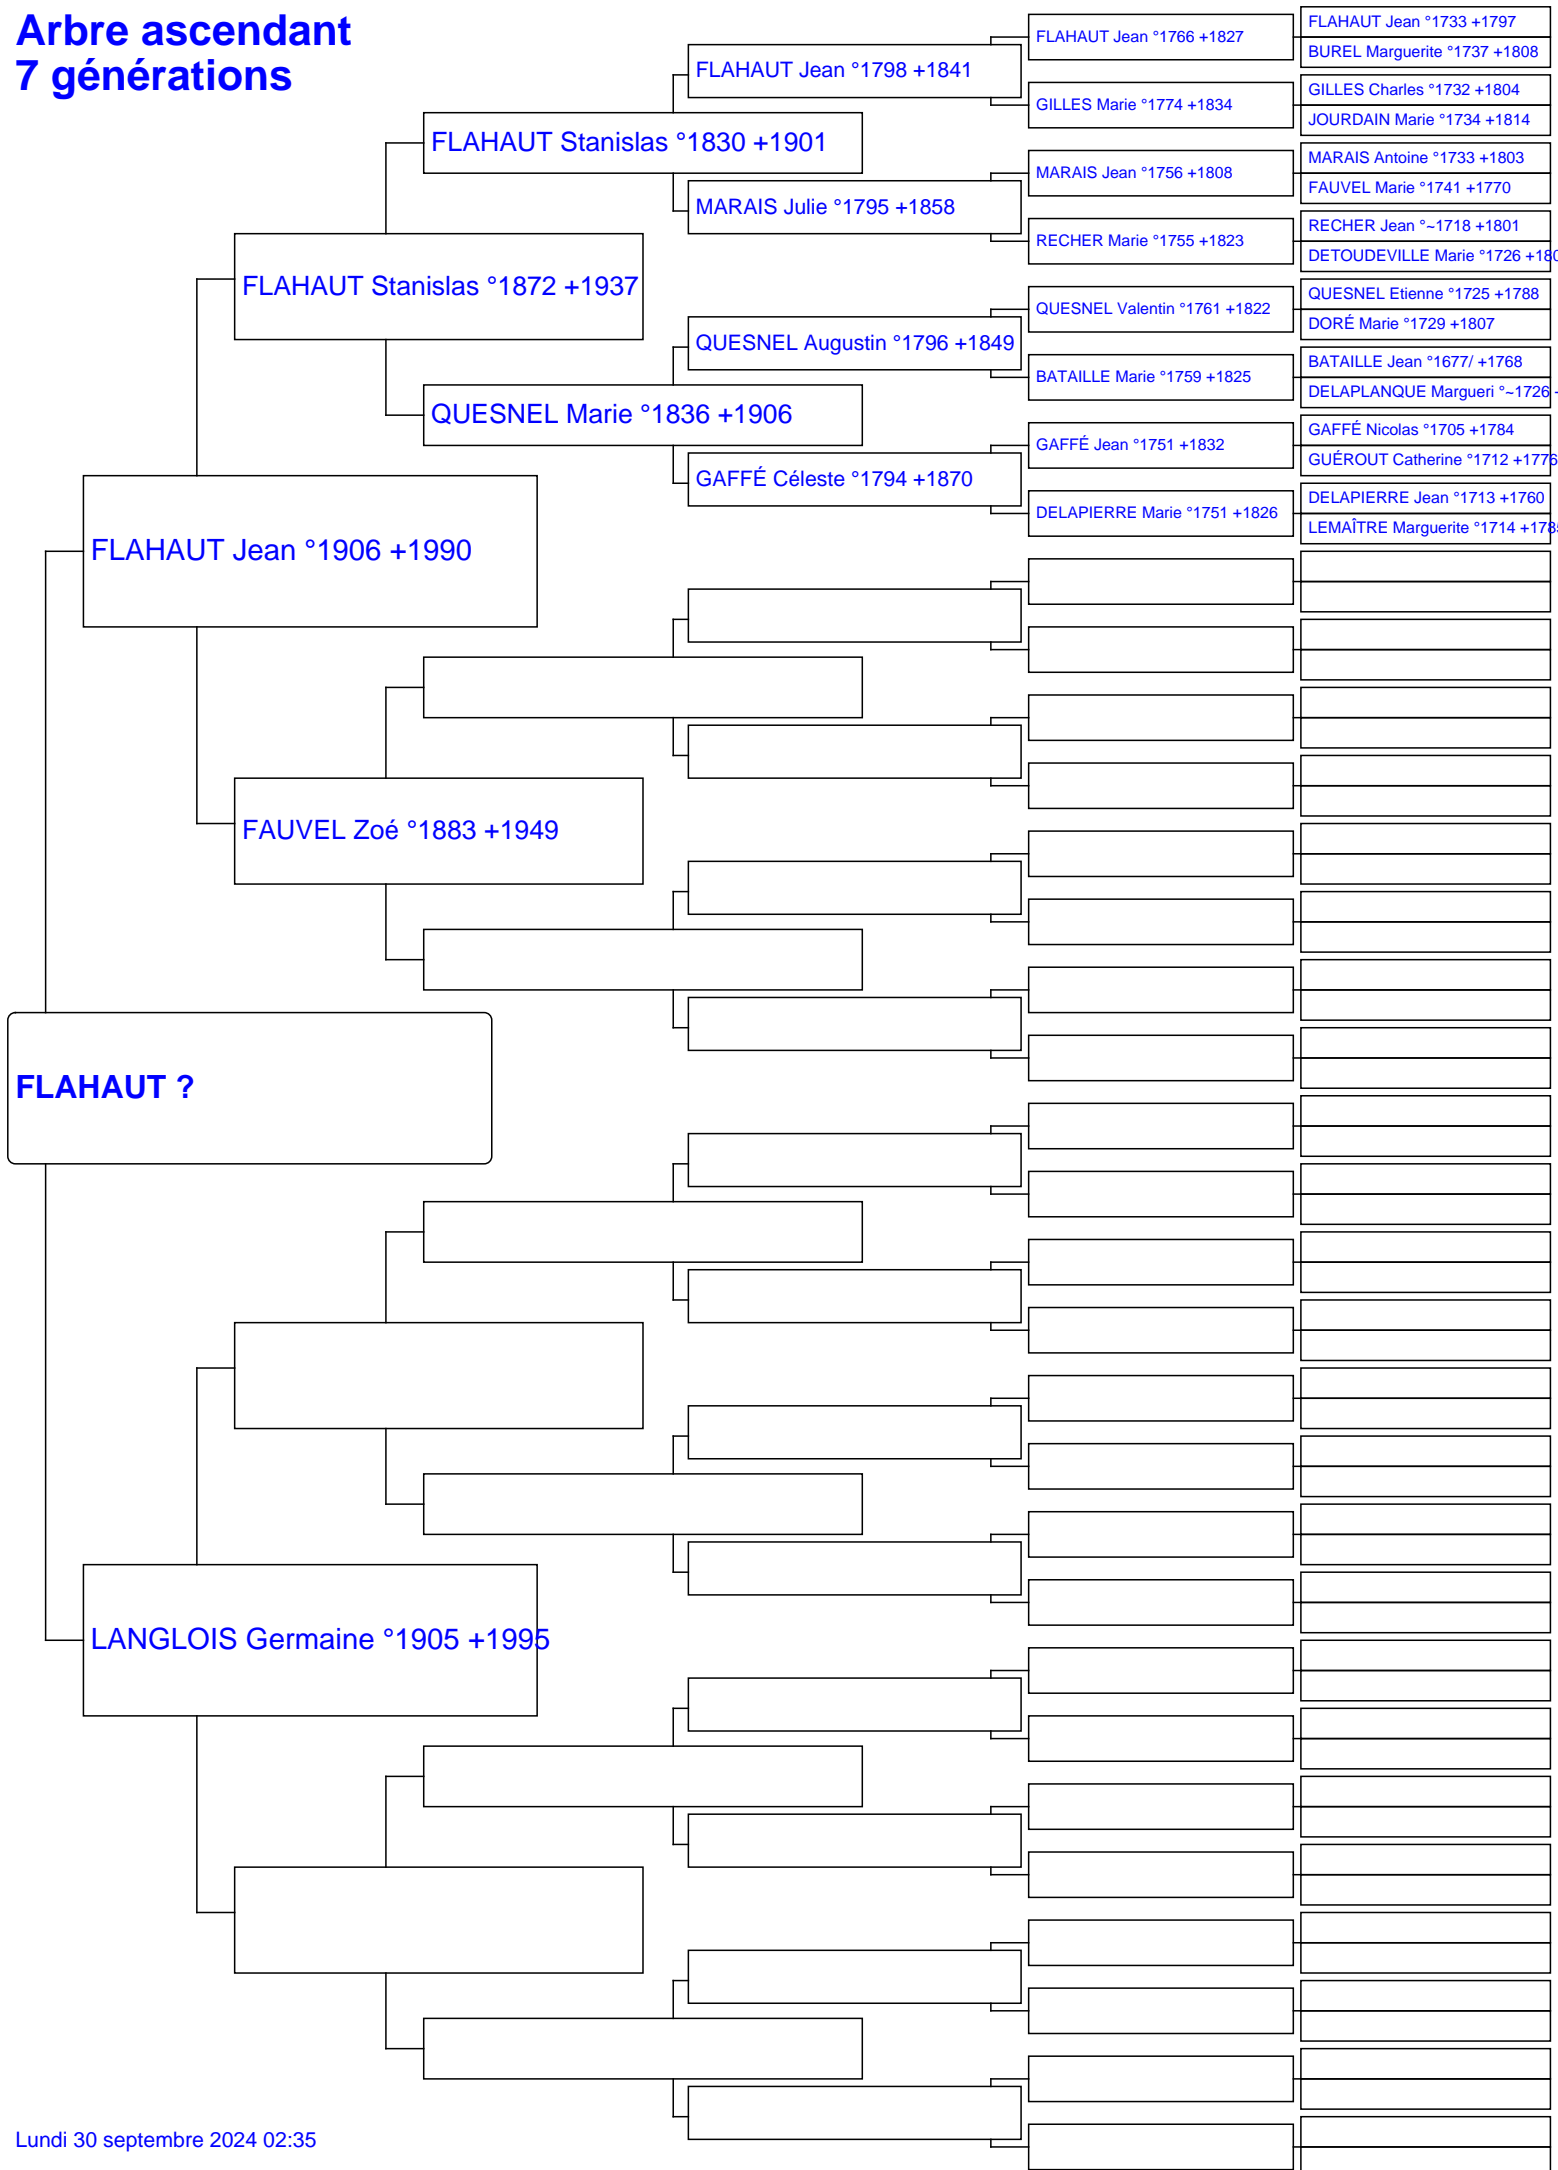 Arbre ascendant
7 générations
FLAHAUT ?
FLAHAUT Jean °1906 +1990
LANGLOIS Germaine °1905 +1995
FLAHAUT Stanislas °1872 +1937
FAUVEL Zoé °1883 +1949
FLAHAUT Stanislas °1830 +1901
QUESNEL Marie °1836 +1906
FLAHAUT Jean °1798 +1841
MARAIS Julie °1795 +1858
QUESNEL Augustin °1796 +1849
GAFFÉ Céleste °1794 +1870
FLAHAUT Jean °1766 +1827
GILLES Marie °1774 +1834
MARAIS Jean °1756 +1808
RECHER Marie °1755 +1823
QUESNEL Valentin °1761 +1822
BATAILLE Marie °1759 +1825
GAFFÉ Jean °1751 +1832
DELAPIERRE Marie °1751 +1826
FLAHAUT Jean °1733 +1797
BUREL Marguerite °1737 +1808
GILLES Charles °1732 +1804
JOURDAIN Marie °1734 +1814
MARAIS Antoine °1733 +1803
FAUVEL Marie °1741 +1770
RECHER Jean °~1718 +1801
DETOUDEVILLE Marie °1726
QUESNEL Etienne °1725 +1788
DORÉ Marie °1729 +1807
BATAILLE Jean °1677/ +1768
DELAPLANQUE Margueri °~1726
GAFFÉ Nicolas °1705 +1784
GUÉROUT Catherine °1712 +1776
DELAPIERRE Jean °1713 +1760
LEMAÎTRE Marguerite °1714 +1785
Lundi 30 septembre 2024 02:35